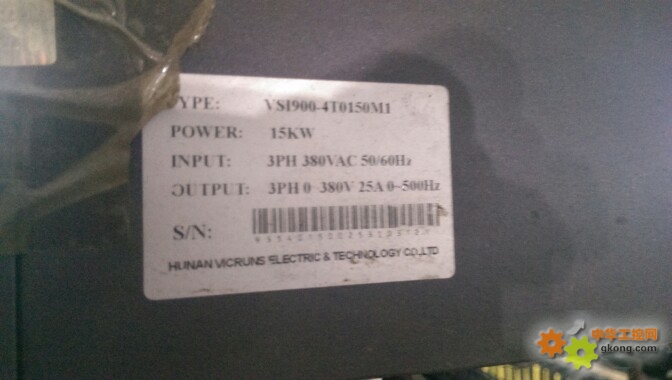 TYPE: VSI900-4T0150M1
POWER: 15KW
INPUT: 3PH 380VAC 50/60Hz
OUTPUT: 3PH 0~380V 25A 0~500Hz
S/N:
HUNAN VICRUNS ELECTRIC & TECHNOLOGY CO.,LTD
中华工控网
gkong.com